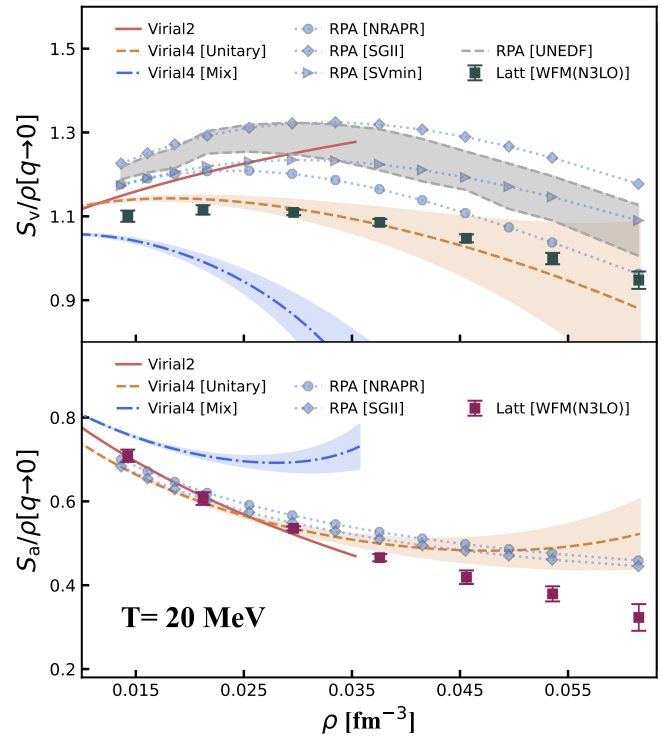 1.5
1.3
1.1
0.9
S_v/ρ[q→0]
Virial2
Virial4 [Unitary]
Virial4 [Mix]
RPA [NRAPR]
RPA [SGII]
RPA [SVmin]
RPA [UNEDF]
Latt [WFM(N3LO)]
0.8
0.6
0.4
0.2
S_a/ρ[q→0]
Virial2
Virial4 [Unitary]
Virial4 [Mix]
RPA [NRAPR]
RPA [SGII]
Latt [WFM(N3LO)]
T= 20 MeV
0.015
0.025
0.035
0.045
0.055
ρ [fm⁻³]